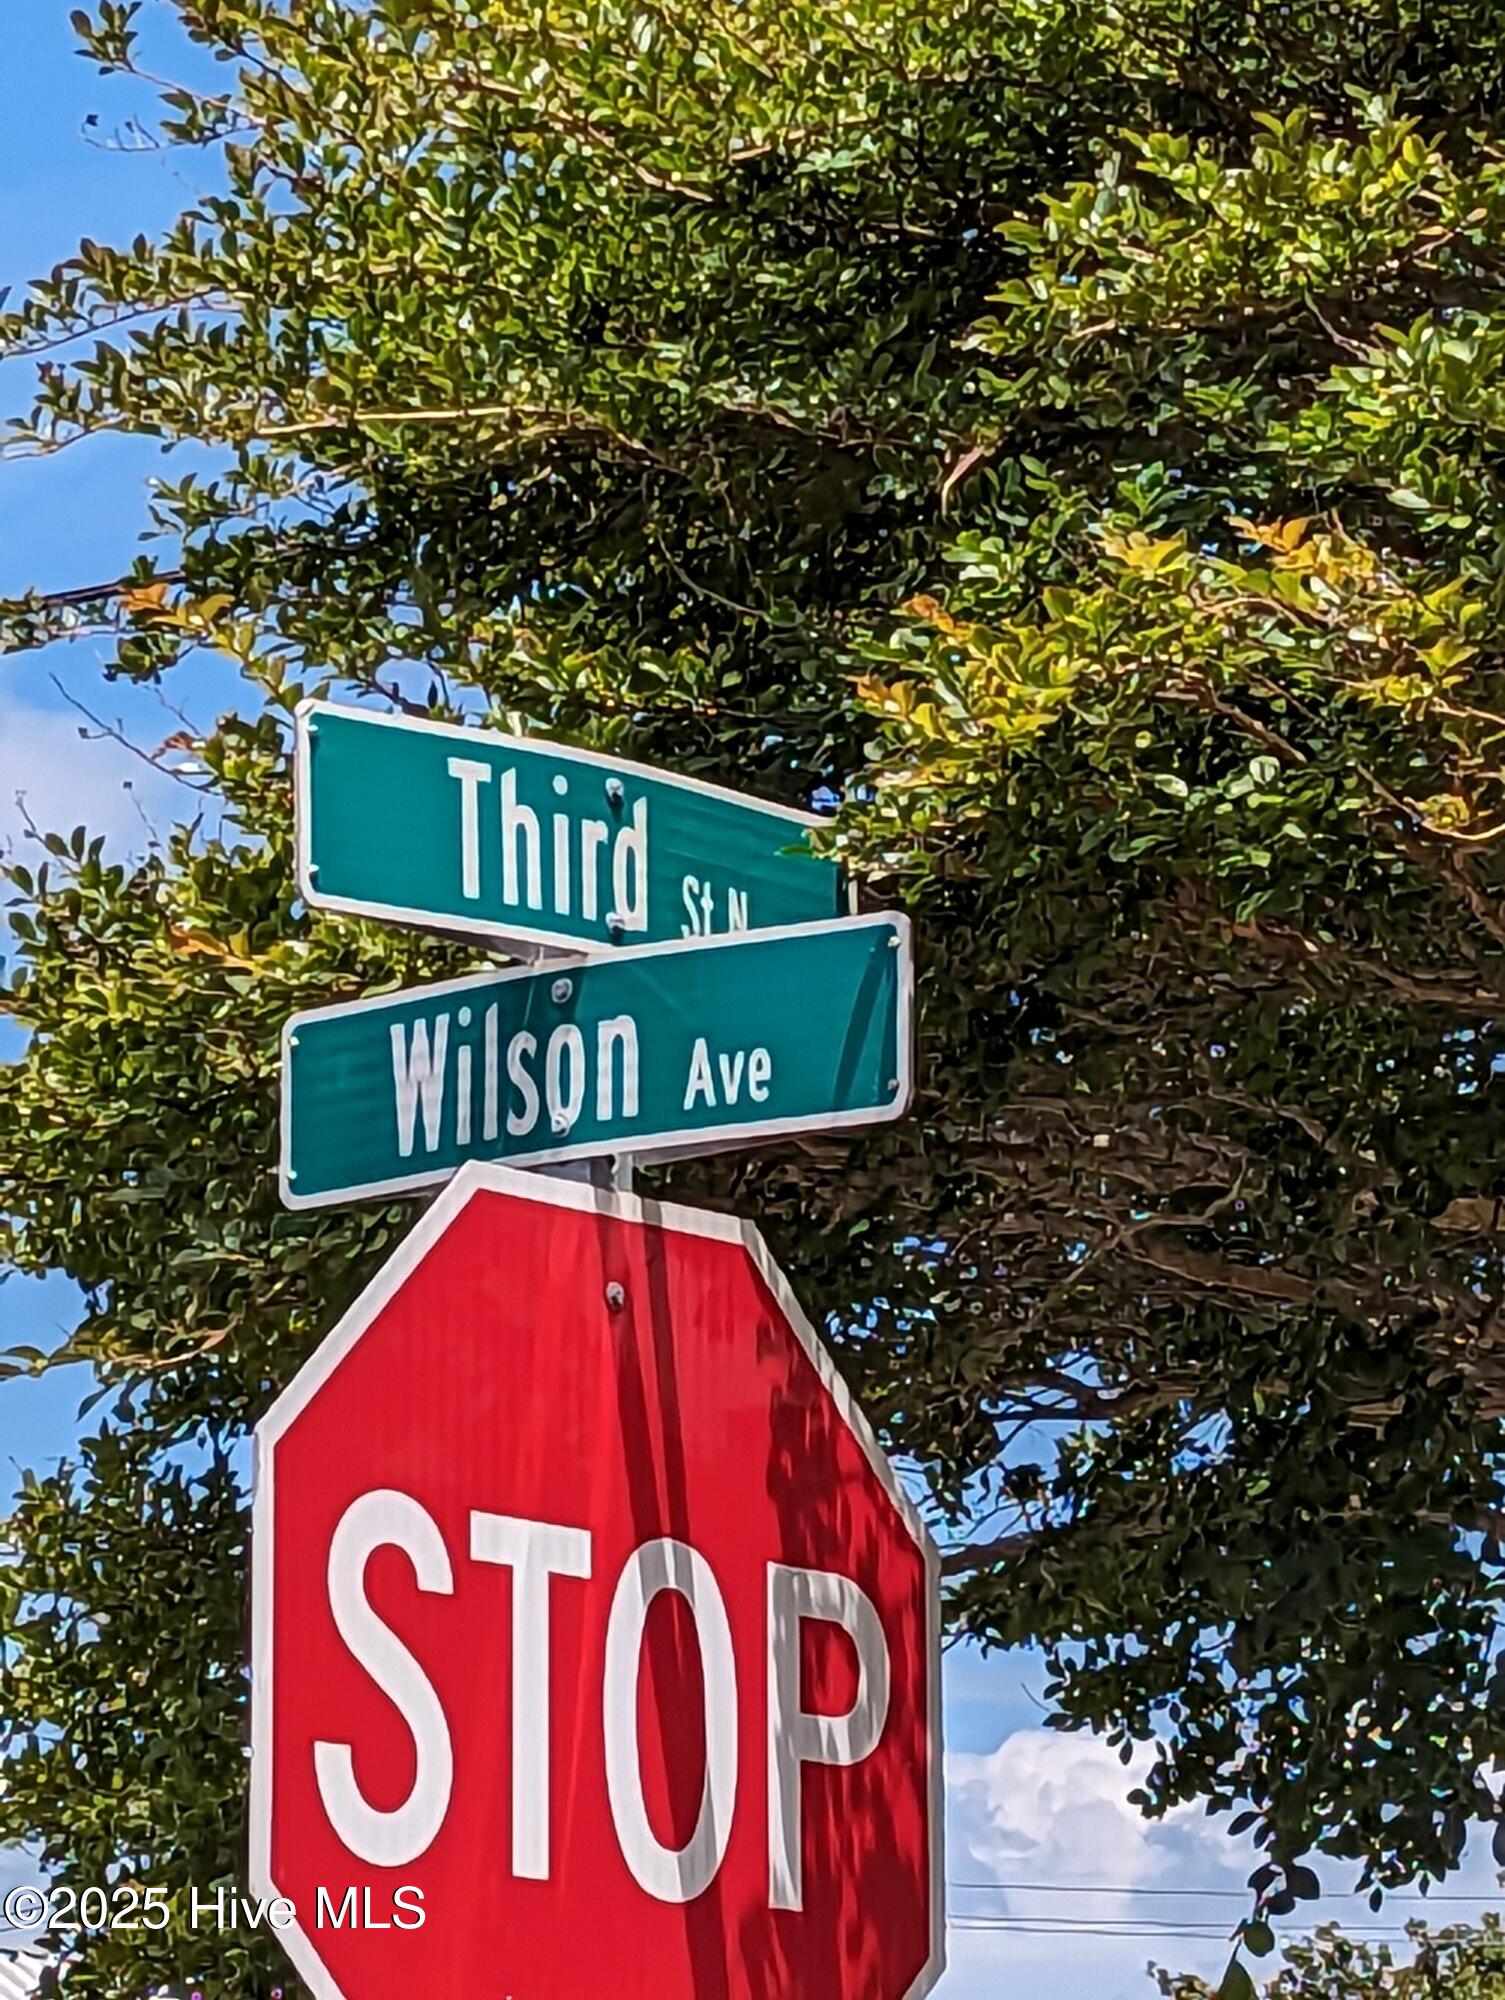 Third St N
Wilson Ave
STOP
©2025 Hive MLS